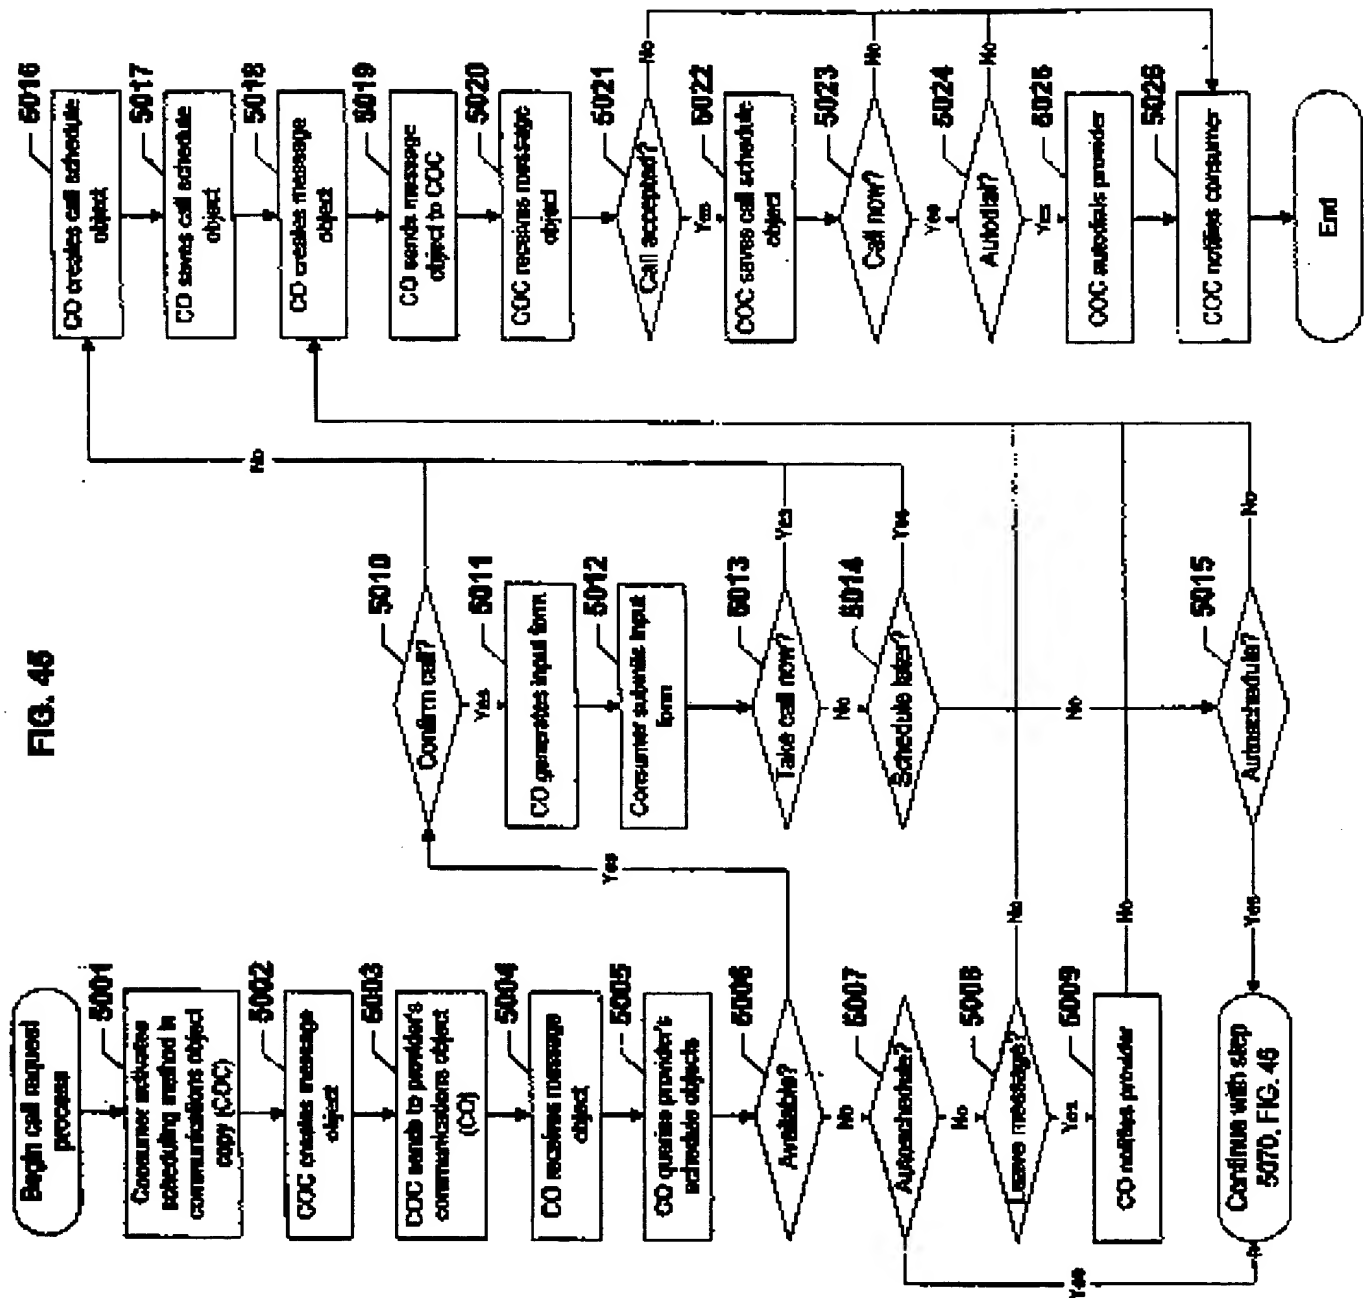 FIG. 45
Begin call request
process
5001
Consumer activates
scheduling method in
communications object
copy (COC)
5002
COC creates message
object
5003
COC sends to provider's
communications object
(CO)
5004
CO receives message
object
5005
CO queries provider's
schedule objects
5006
Available?
Yes
No
5007
Autoschedule?
Yes
No
5008
Leave message?
No
Yes
5009
CO notifies provider
No
Continue with step
5070, FIG. 46
5010
Confirm call?
No
Yes
5011
CO generates input form
5012
Consumer submits input
form
5013
Take call now?
Yes
No
5014
Schedule later?
Yes
No
5015
Autoschedule?
No
Yes
5016
CO creates call schedule
object
5017
CO saves call schedule
object
5018
CO creates message
object
5019
CO sends message
object to COC
5020
COC receives message
object
5021
Call accepted?
No
Yes
5022
COC saves call schedule
object
5023
Call now?
No
Yes
5024
Autodial?
No
Yes
5025
COC autodials provider
5026
COC notifies consumer
End